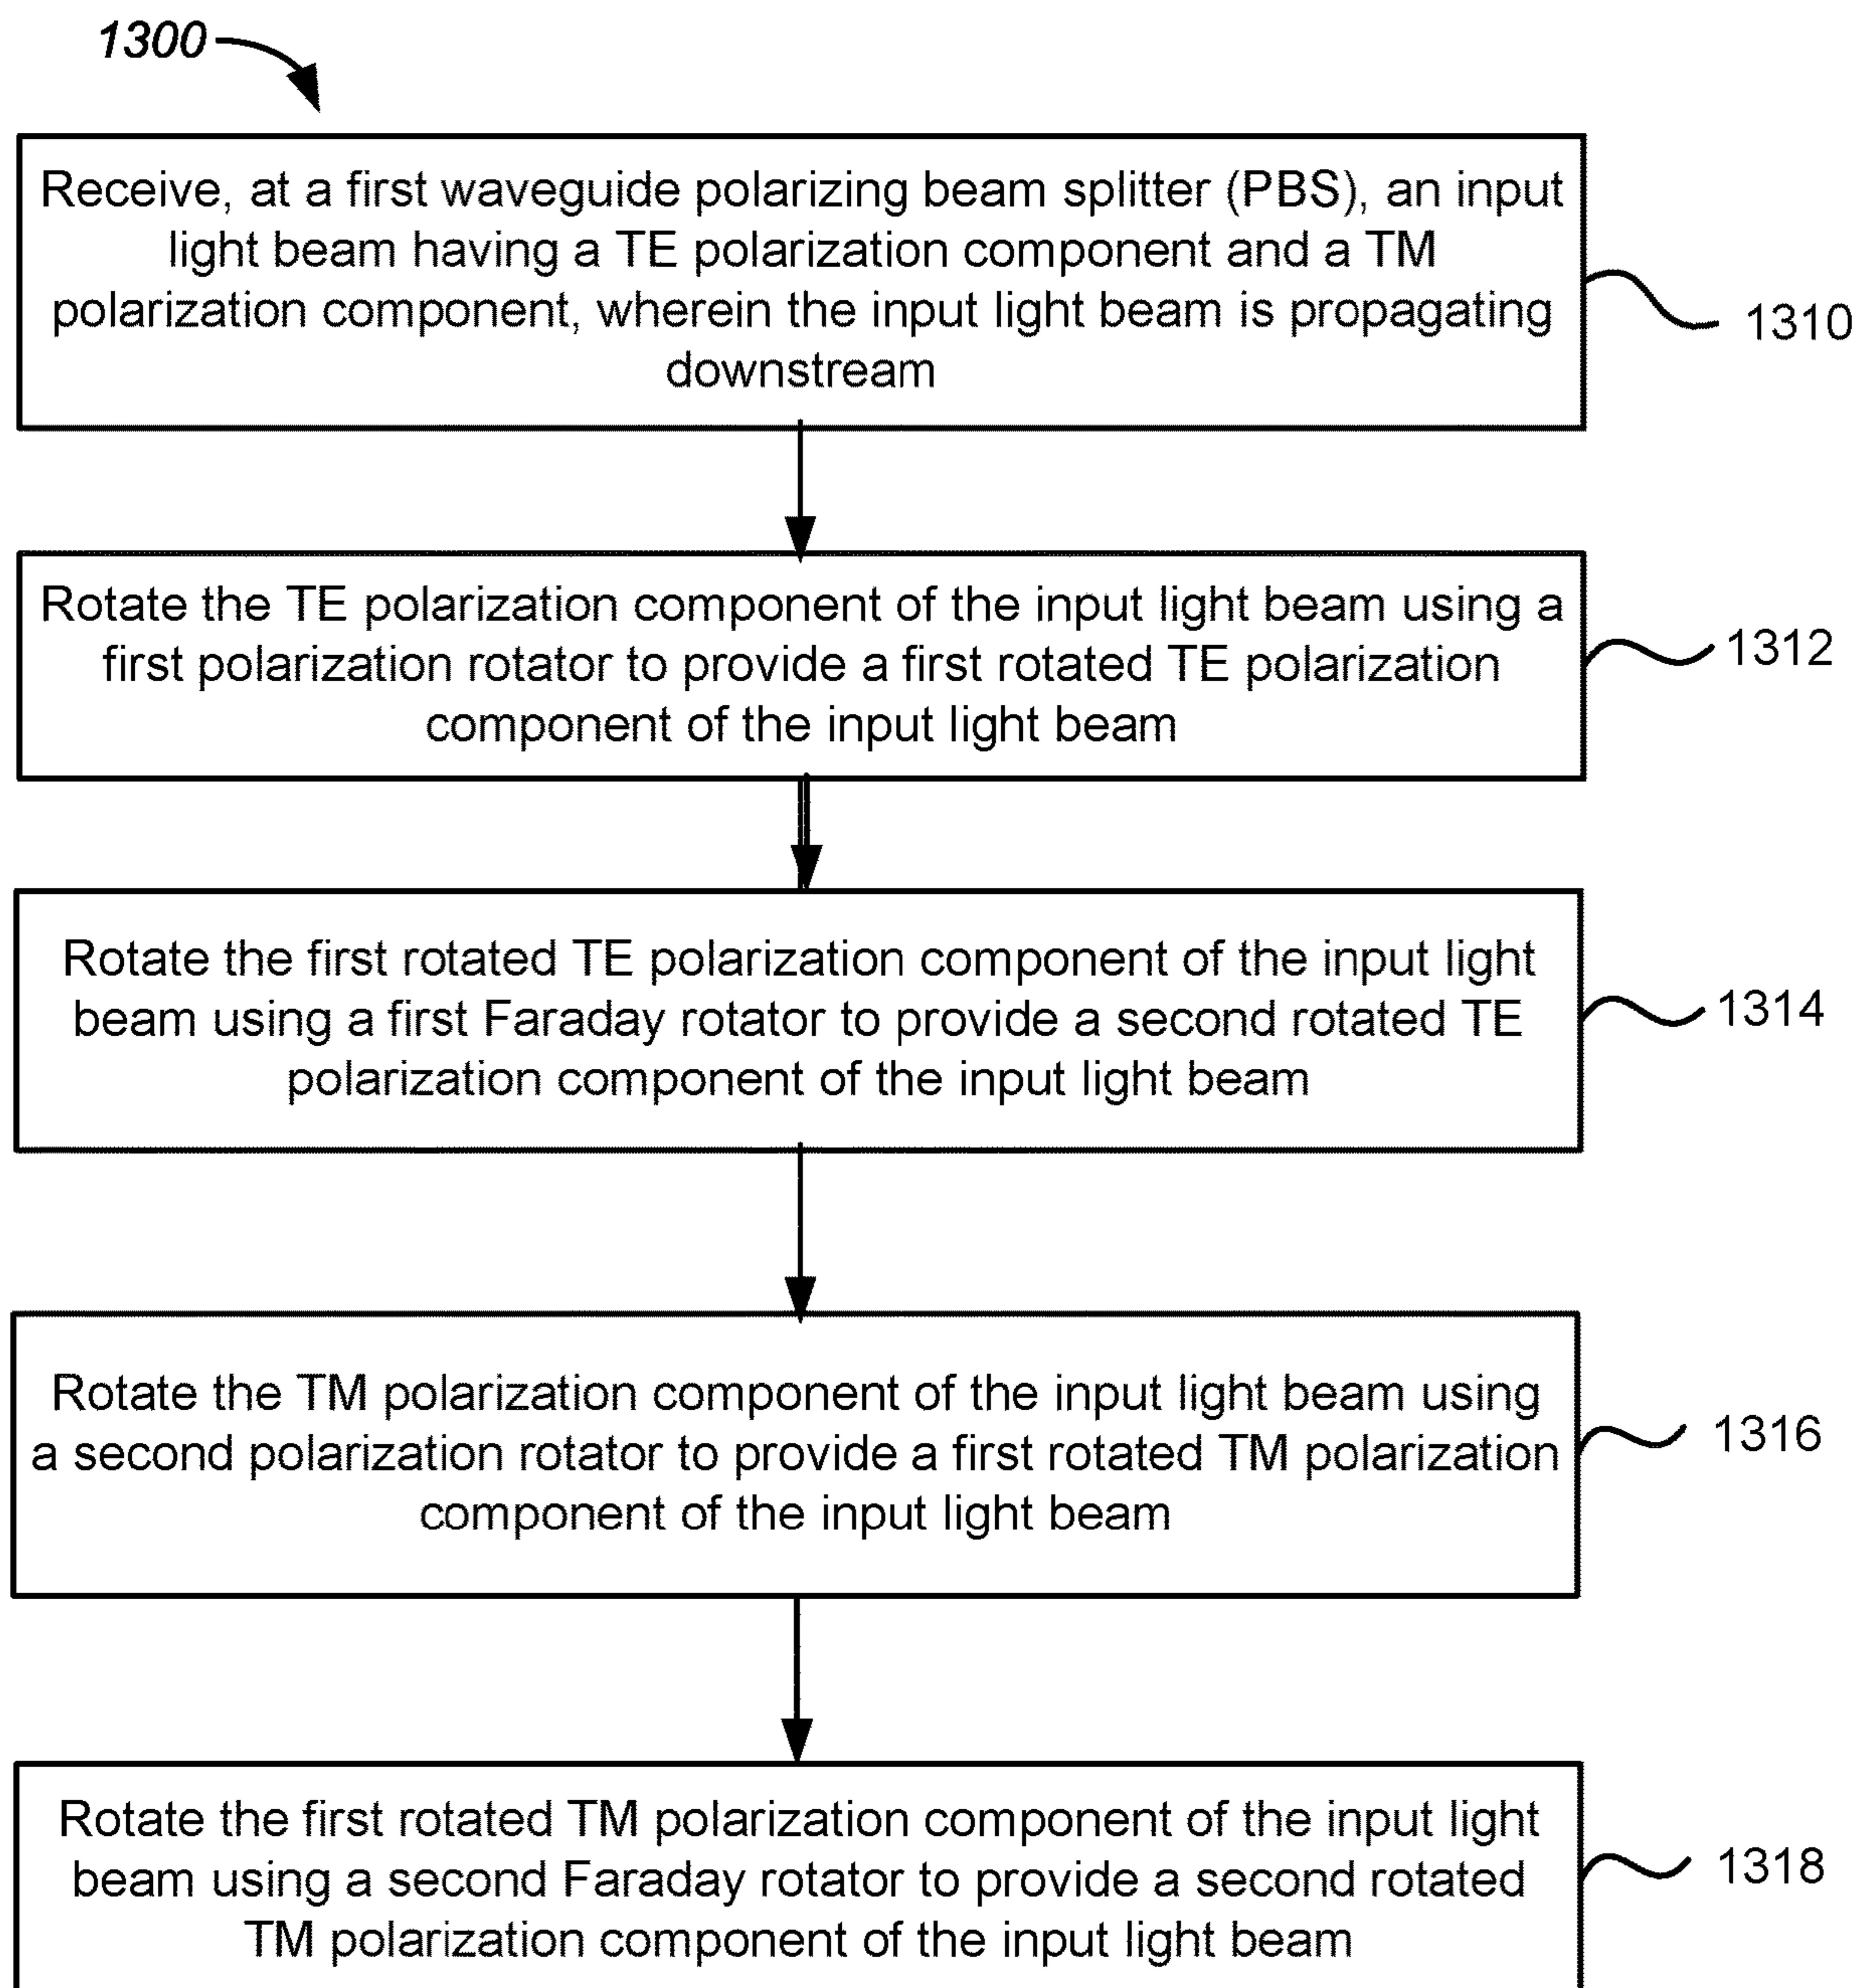 1300
Receive, at a first waveguide polarizing beam splitter (PBS), an input
light beam having a TE polarization component and a TM
polarization component, wherein the input light beam is propagating
downstream
1310
Rotate the TE polarization component of the input light beam using a
first polarization rotator to provide a first rotated TE polarization
component of the input light beam
1312
Rotate the first rotated TE polarization component of the input light
beam using a first Faraday rotator to provide a second rotated TE
polarization component of the input light beam
1314
Rotate the TM polarization component of the input light beam using
a second polarization rotator to provide a first rotated TM polarization
component of the input light beam
1316
Rotate the first rotated TM polarization component of the input light
beam using a second Faraday rotator to provide a second rotated
TM polarization component of the input light beam
1318